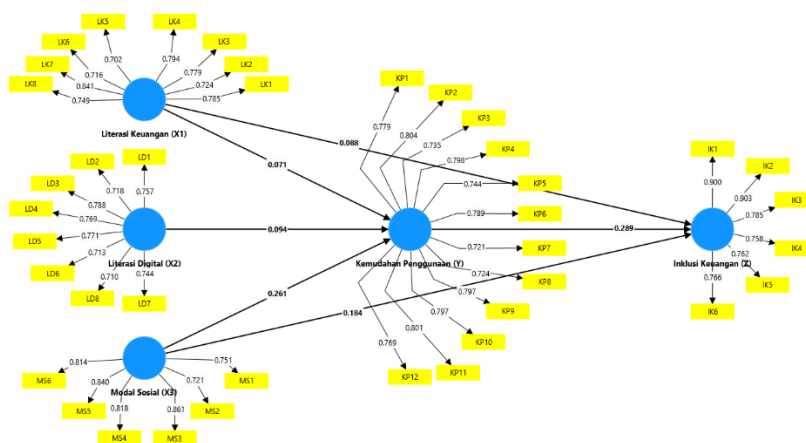 LK5
LK4
LK6
LK3
LK7
LK2
LK8
LK1
0.702
0.794
0.716
0.779
0.841
0.724
0.749
0.785
Literasi Keuangan (X1)
LD2
LD1
LD3
LD4
LD5
LD6
LD8
LD7
0.718
0.757
0.788
0.769
0.771
0.713
0.710
0.744
Literasi Digital (X2)
MS6
MS1
MS5
MS2
MS4
MS3
0.814
0.751
0.840
0.721
0.818
0.861
Modal Sosial (X3)
0.071
0.094
0.261
0.088
0.289
0.184
KP1
KP2
KP3
KP4
KP5
KP6
KP7
KP8
KP9
KP10
KP11
KP12
0.779
0.804
0.735
0.798
0.744
0.789
0.721
0.724
0.797
0.797
0.801
0.769
Kemudahan Penggunaan (Y)
IK1
IK2
IK3
IK4
IK5
IK6
0.900
0.903
0.785
0.758
0.762
0.766
Inklusi Keuangan (Z)